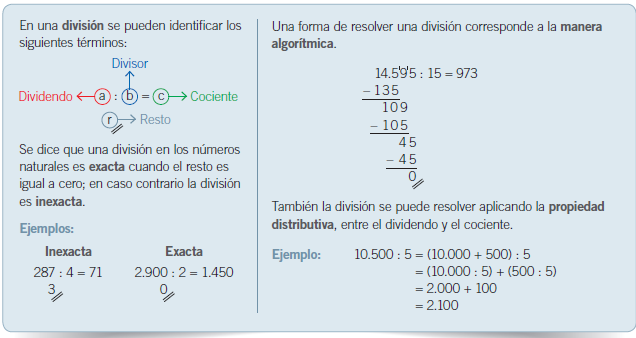 En una división se pueden identificar los
siguientes términos:
Divisor
Dividendo a : b = c Cociente
r Resto
Se dice que una división en los números
naturales es exacta cuando el resto es
igual a cero; en caso contrario la división
es inexacta.
Ejemplos:
Inexacta Exacta
287 : 4 = 71 2.900 : 2 = 1.450
3 0
Una forma de resolver una división corresponde a la manera
algorítmica.
14.595 : 15 = 973
– 135
109
– 105
45
– 45
0
También la división se puede resolver aplicando la propiedad
distributiva, entre el dividendo y el cociente.
Ejemplo: 10.500 : 5 = (10.000 + 500) : 5
= (10.000 : 5) + (500 : 5)
= 2.000 + 100
= 2.100